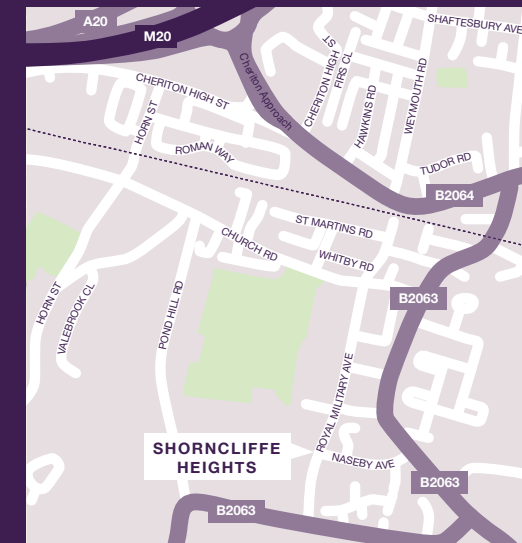 A20
M20
SHAFTESBURY AVE
CHERITON HIGH ST
FIRS CL
Cheriton Approach
CHERITON HIGH ST
HORN ST
HAWKINS RD
WEYMOUTH RD
ROMAN WAY
TUDOR RD
B2064
ST MARTINS RD
CHURCH RD
WHITBY RD
HORN ST
VALEBROOK CL
POND HILL RD
B2063
ROYAL MILITARY AVE
SHORNCLIFFE
HEIGHTS
NASEBY AVE
B2063
B2063